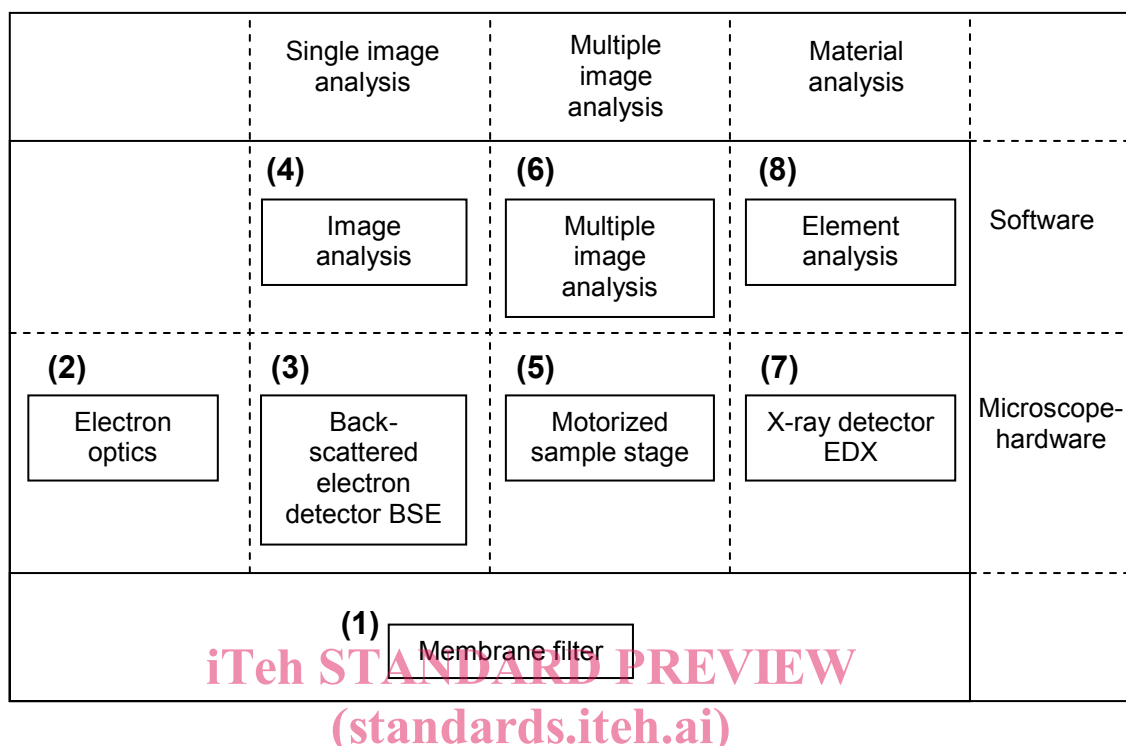 Single image
analysis
Multiple
image
analysis
Material
analysis
(4)
Image
analysis
(6)
Multiple
image
analysis
(8)
Element
analysis
Software
(2)
Electron
optics
(3)
Back-
scattered
electron
detector BSE
(5)
Motorized
sample stage
(7)
X-ray detector
EDX
Microscope-
hardware
(1)
Membrane filter
iTeh STANDARD PREVIEW
(standards.iteh.ai)